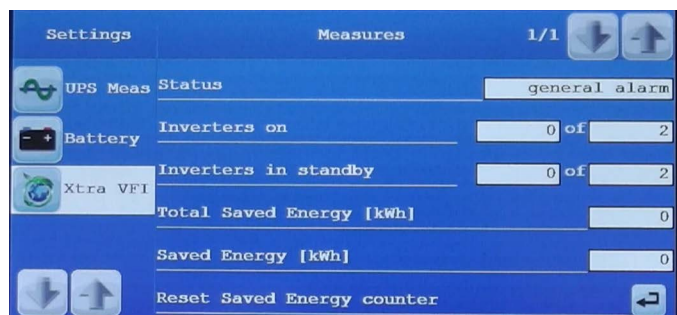 Settings Measures 1/1
UPS Meas Status general alarm
Battery Inverters on 0 of 2
Xtra VFI Inverters in standby 0 of 2
Total Saved Energy [kWh] 0
Saved Energy [kWh] 0
Reset Saved Energy counter